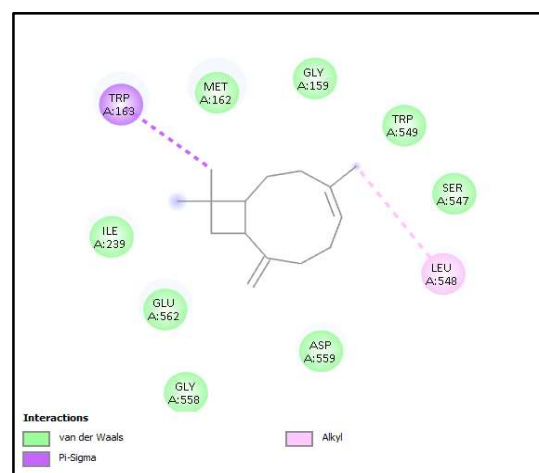 GLY
A:159
MET
A:162
TRP
A:163
TRP
A:549
SER
A:547
ILE
A:239
LEU
A:548
GLU
A:562
ASP
A:559
GLY
A:558
Interactions
van der Waals
Pi-Sigma
Alkyl